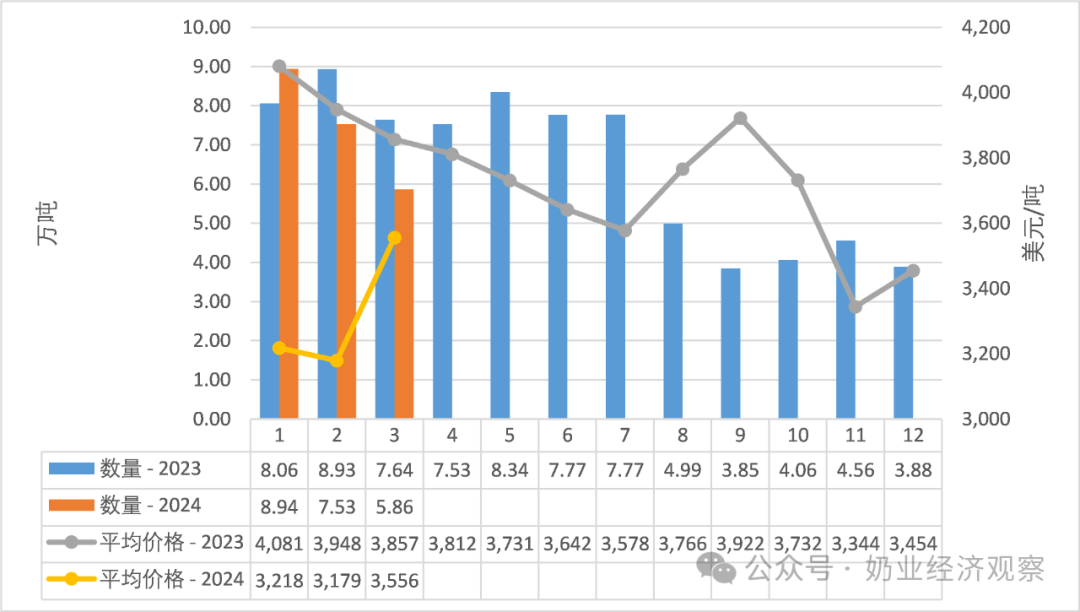 10.00 4,200
9.00 4,000
8.00 3,800
7.00
6.00 3,600
5.00
4.00 3,400
3.00
2.00 3,200
1.00
0.00 3,000
万吨
美元/吨
1 2 3 4 5 6 7 8 9 10 11 12
数量 - 2023 8.06 8.93 7.64 7.53 8.34 7.77 7.77 4.99 3.85 4.06 4.56 3.88
数量 - 2024 8.94 7.53 5.86
平均价格 - 2023 4,081 3,948 3,857 3,812 3,731 3,642 3,578 3,766 3,922 3,732 3,344 3,454
平均价格 - 2024 3,218 3,179 3,556
公众号 · 奶业经济观察